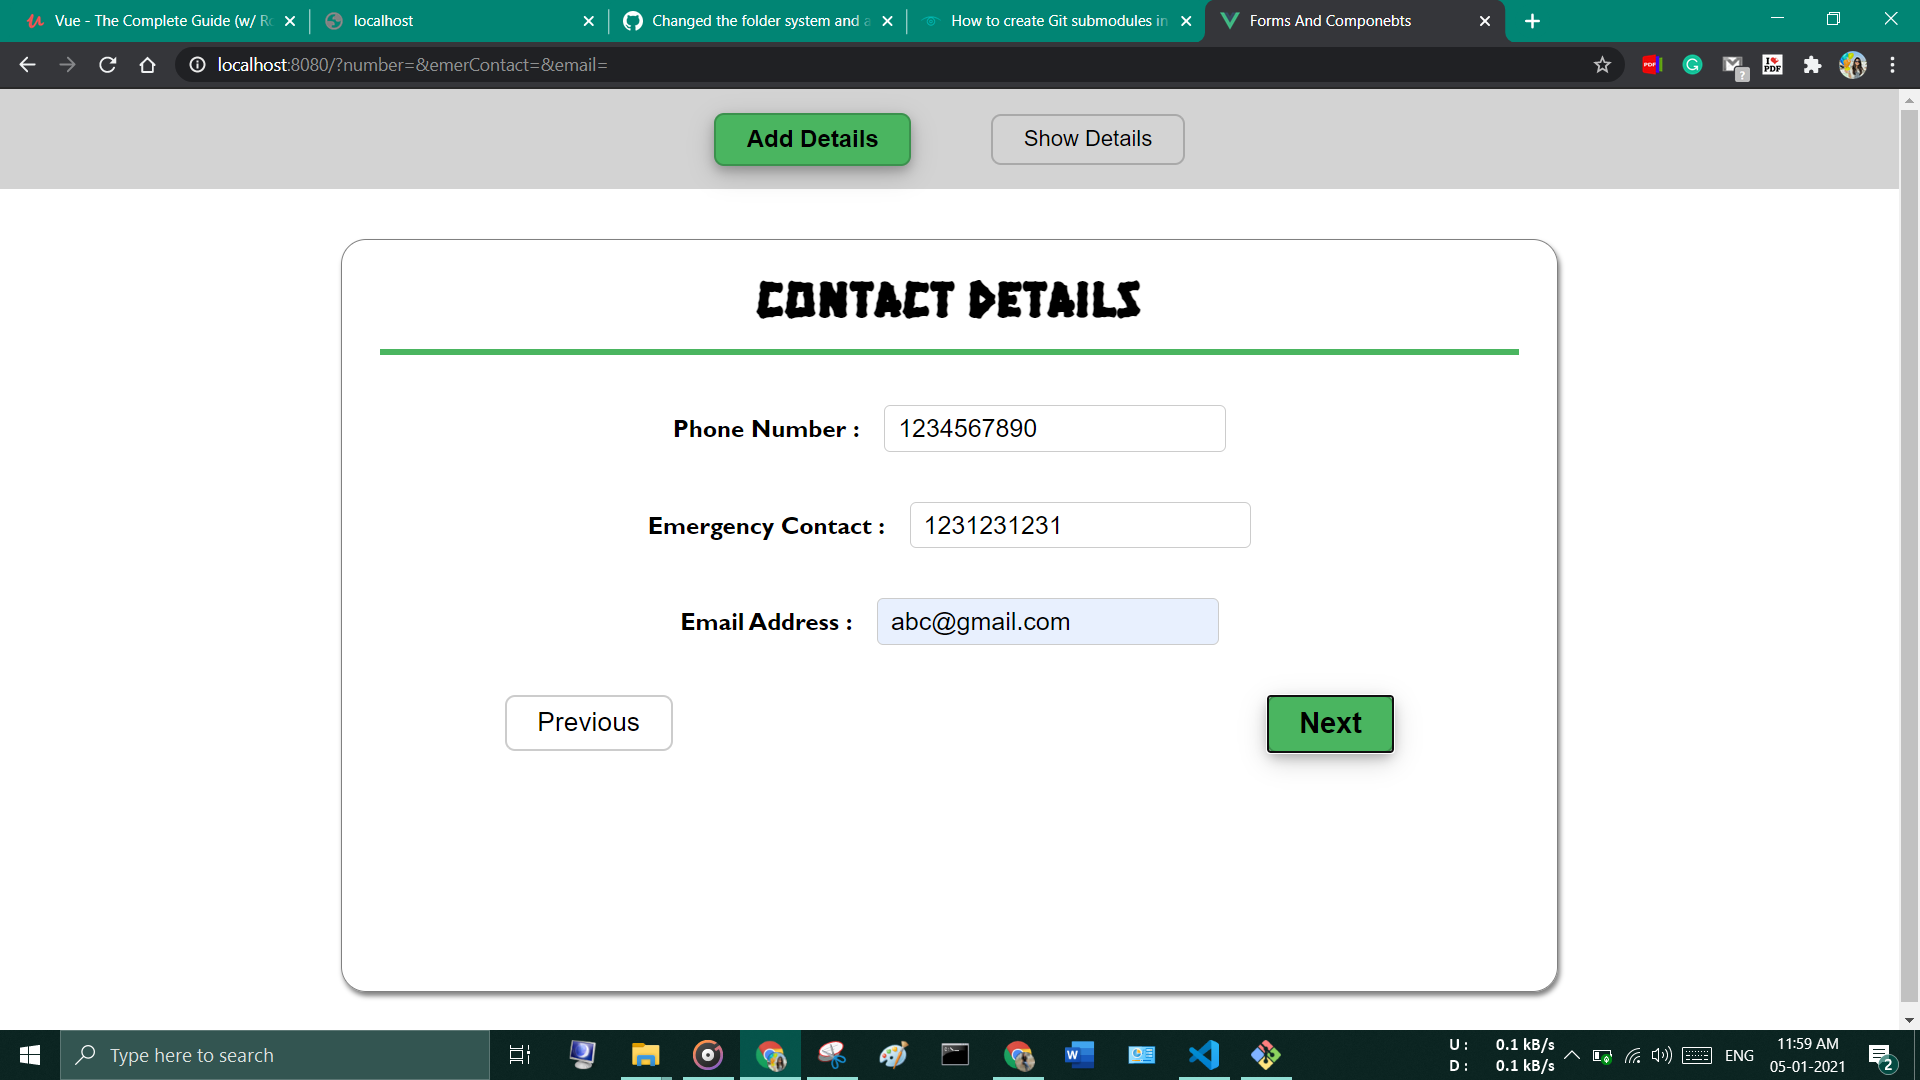 Vue - The Complete Guide (w/ Ro
localhost
Changed the folder system and a
How to create Git submodules in
Forms And Componebts
localhost:8080/?number=&emerContact=&email=
Add Details
Show Details
CONTACT DETAILS
Phone Number :
1234567890
Emergency Contact :
1231231231
Email Address :
abc@gmail.com
Previous
Next
Type here to search
U : 0.1 kB/s
D : 0.1 kB/s
ENG
11:59 AM
05-01-2021
2